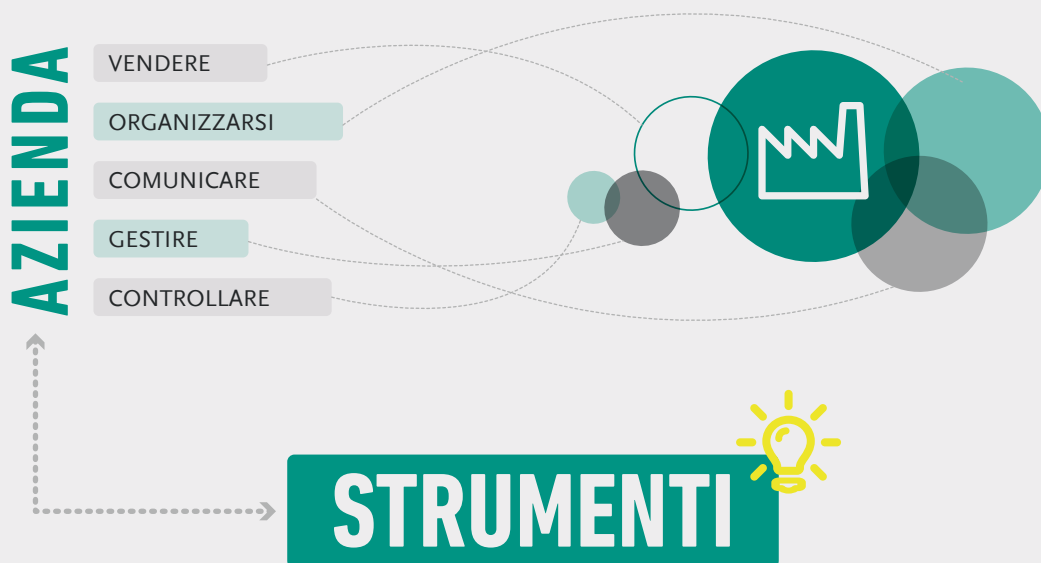 AZIENDA
VENDERE
ORGANIZZARSI
COMUNICARE
GESTIRE
CONTROLLARE
STRUMENTI